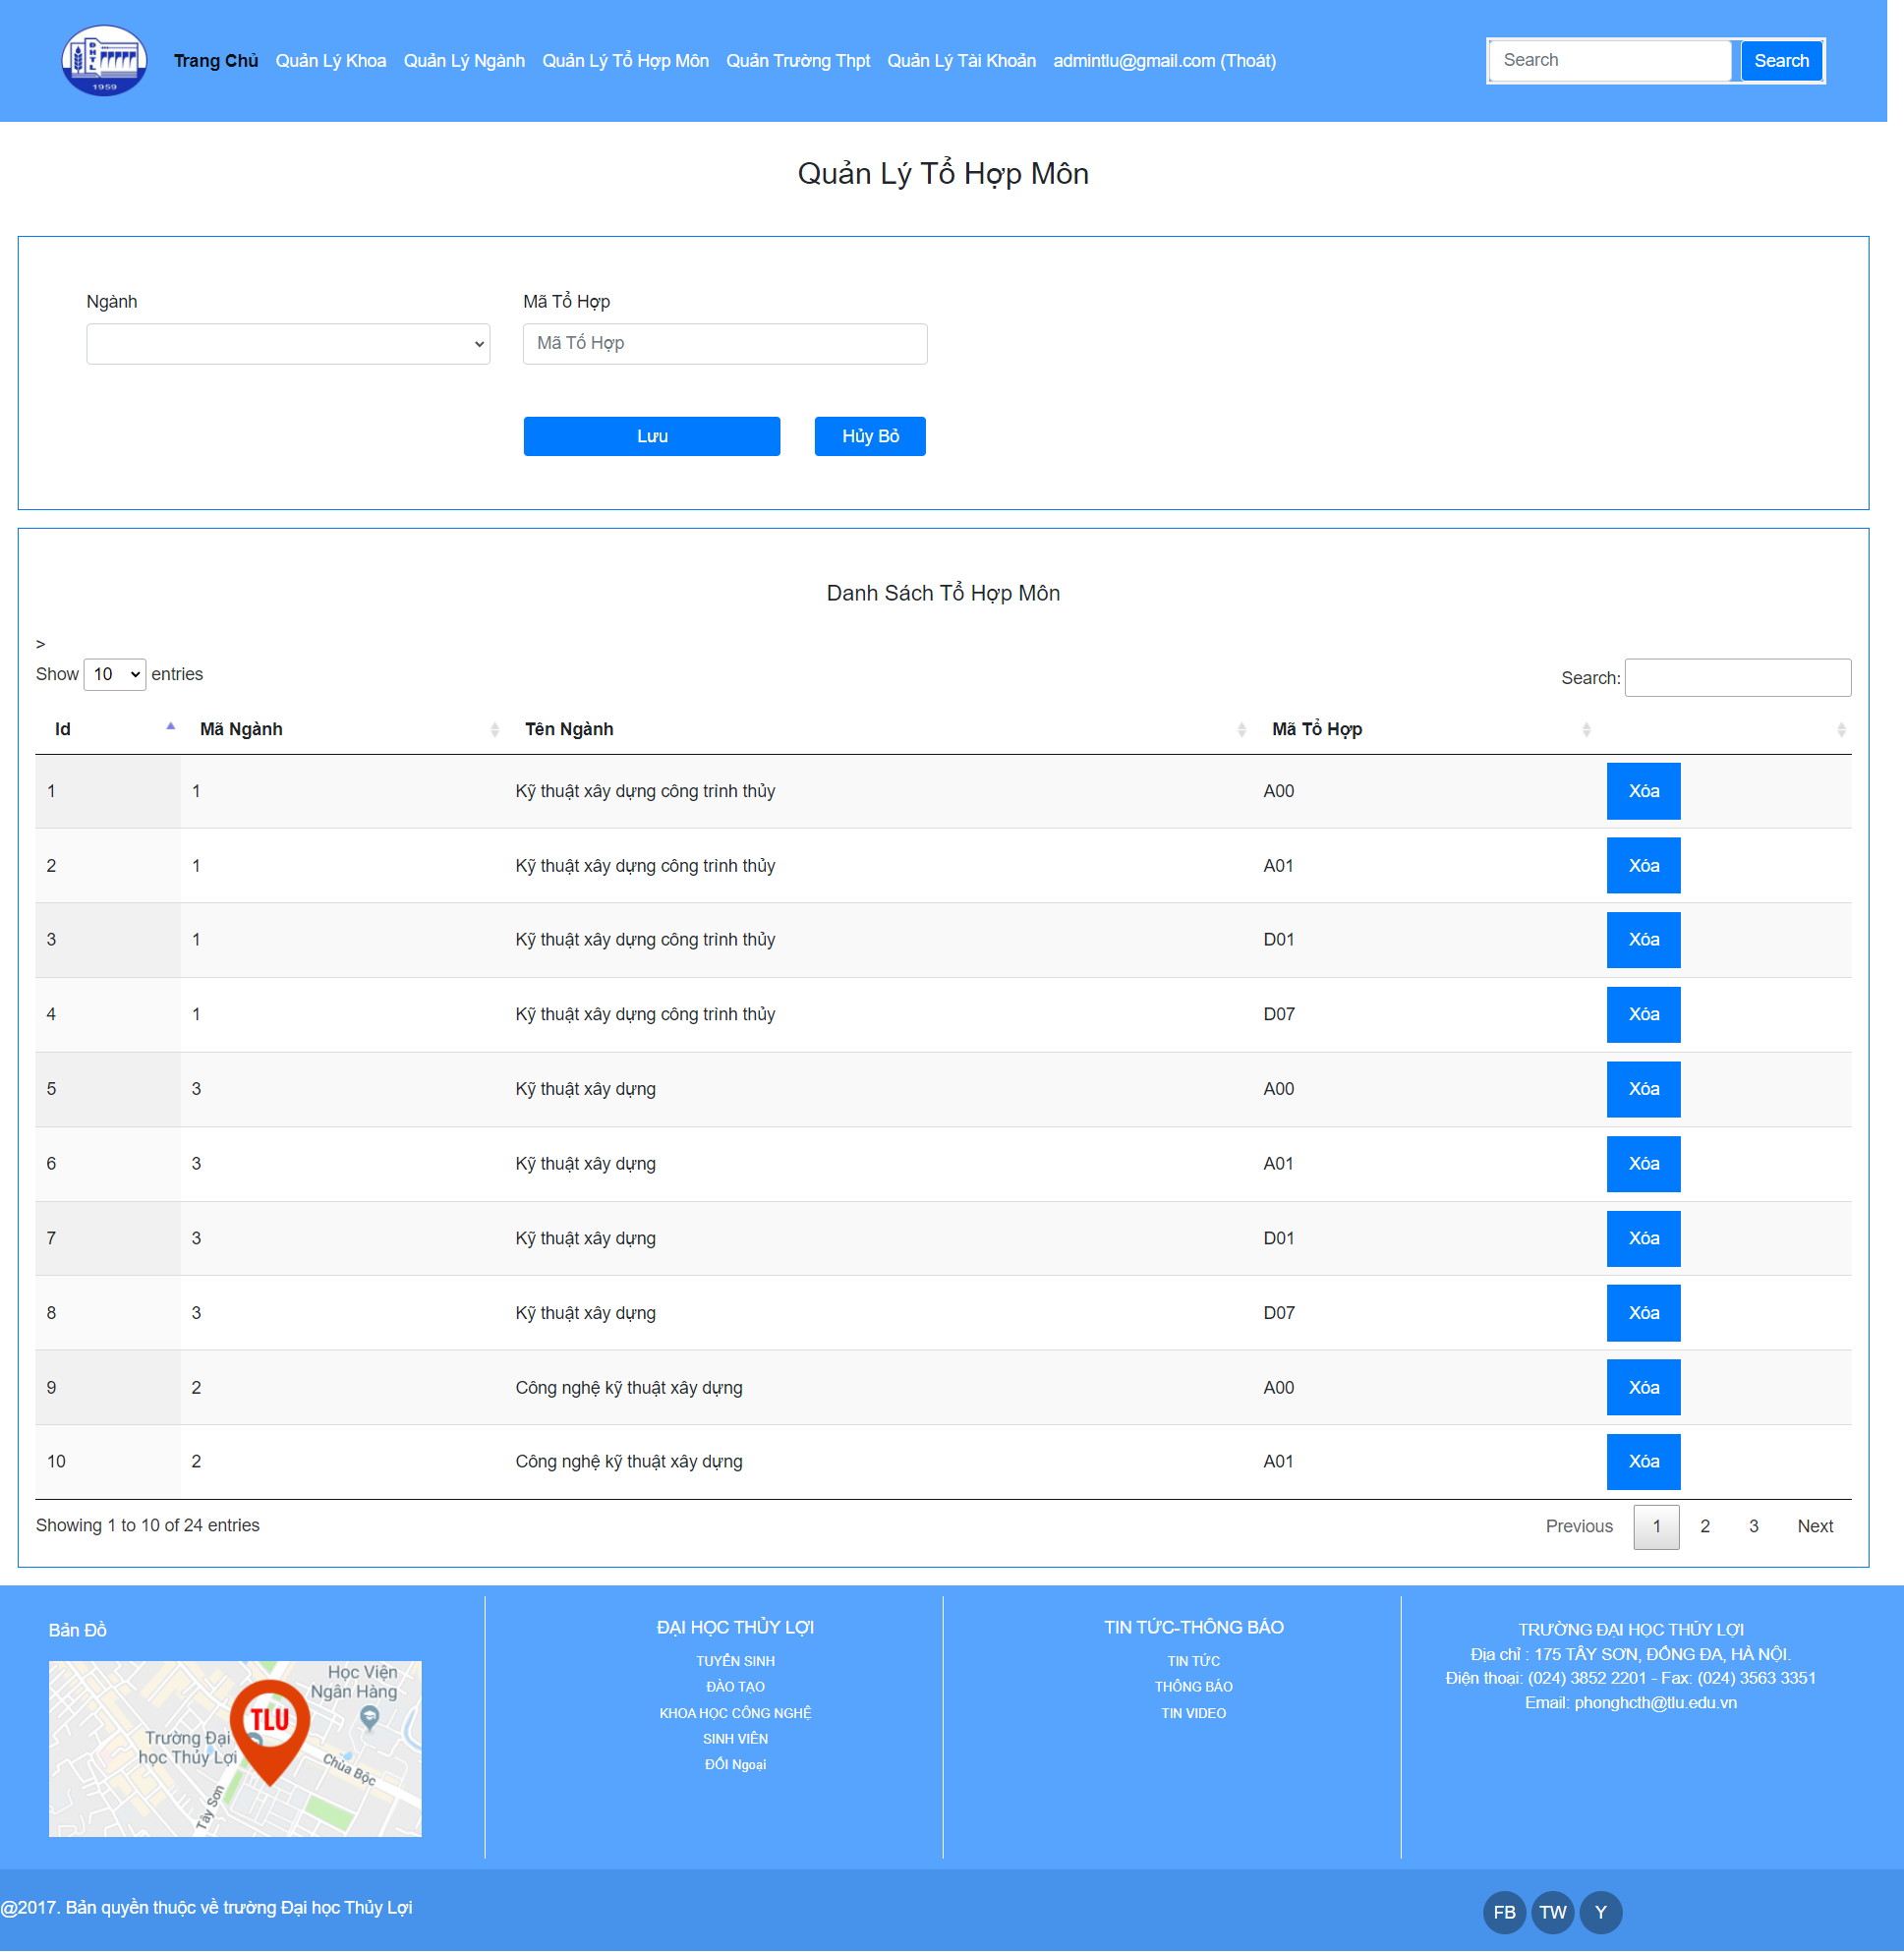 ĐHTL
1959
Trang Chủ Quản Lý Khoa Quản Lý Ngành Quản Lý Tổ Hợp Môn Quản Trường Thpt Quản Lý Tài Khoản admintlu@gmail.com (Thoát) Search Search
Quản Lý Tổ Hợp Môn
Ngành Mã Tổ Hợp
Mã Tổ Hợp
Lưu Hủy Bỏ
Danh Sách Tổ Hợp Môn
>
Show 10 entries Search:
Id Mã Ngành Tên Ngành Mã Tổ Hợp
1 1 Kỹ thuật xây dựng công trình thủy A00 Xóa
2 1 Kỹ thuật xây dựng công trình thủy A01 Xóa
3 1 Kỹ thuật xây dựng công trình thủy D01 Xóa
4 1 Kỹ thuật xây dựng công trình thủy D07 Xóa
5 3 Kỹ thuật xây dựng A00 Xóa
6 3 Kỹ thuật xây dựng A01 Xóa
7 3 Kỹ thuật xây dựng D01 Xóa
8 3 Kỹ thuật xây dựng D07 Xóa
9 2 Công nghệ kỹ thuật xây dựng A00 Xóa
10 2 Công nghệ kỹ thuật xây dựng A01 Xóa
Showing 1 to 10 of 24 entries Previous 1 2 3 Next
Bản Đồ
Học Viện
Ngân Hàng
TLU
Trường Đại
học Thủy Lợi
Chùa Bộc
Tây Sơn
ĐẠI HỌC THỦY LỢI
TUYỂN SINH
ĐÀO TẠO
KHOA HỌC CÔNG NGHỆ
SINH VIÊN
ĐỐI Ngoại
TIN TỨC-THÔNG BÁO
TIN TỨC
THÔNG BÁO
TIN VIDEO
TRƯỜNG ĐẠI HỌC THỦY LỢI
Địa chỉ : 175 TÂY SƠN, ĐỐNG ĐA, HÀ NỘI.
Điện thoại: (024) 3852 2201 - Fax: (024) 3563 3351
Email: phonghcth@tlu.edu.vn
@2017. Bản quyền thuộc về trường Đại học Thủy Lợi
FB TW Y